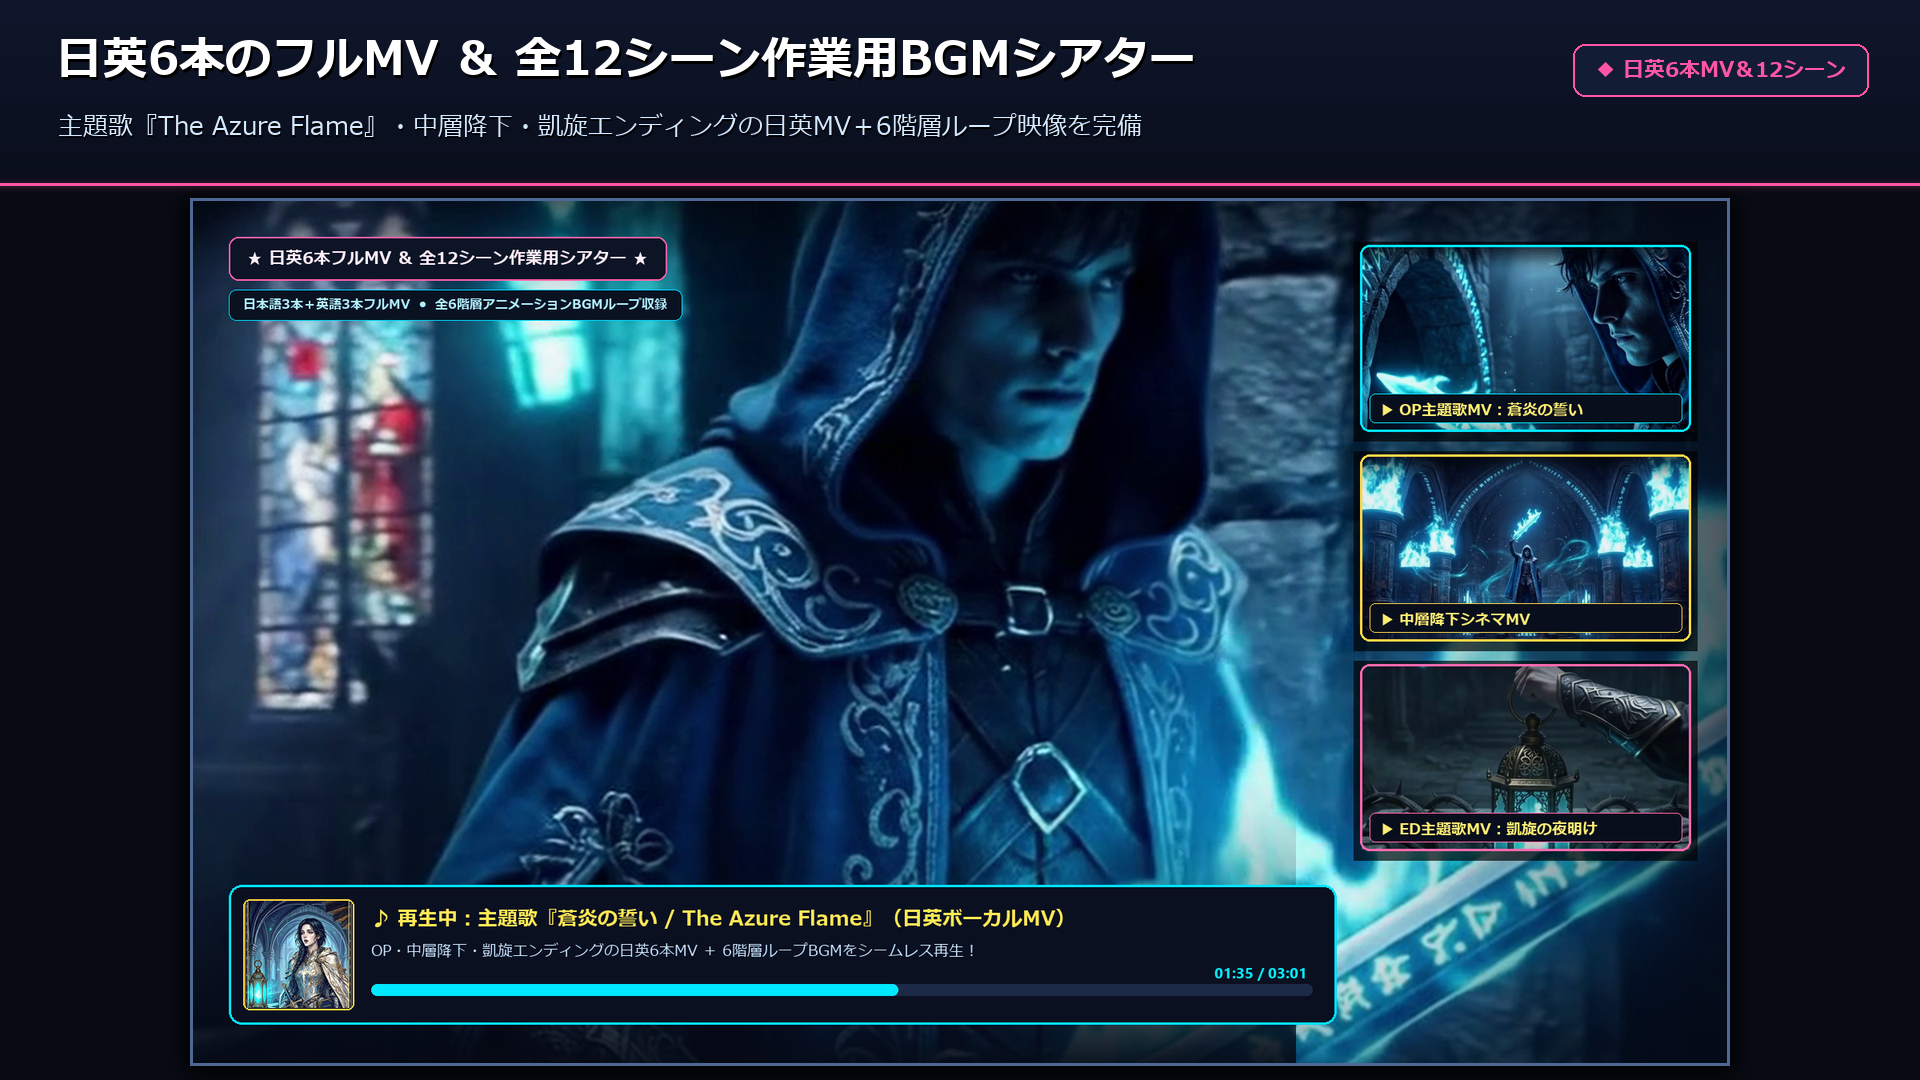 日英6本のフルMV & 全12シーン作業用BGMシアター
◆ 日英6本MV&12シーン
主題歌『The Azure Flame』・中層降下・凱旋エンディングの日英MV+6階層ループ映像を完備
★ 日英6本フルMV & 全12シーン作業用シアター ★
日本語3本+英語3本フルMV ● 全6階層アニメーションBGMループ収録
▶ OP主題歌MV：蒼炎の誓い
▶ 中層降下シネマMV
▶ ED主題歌MV：凱旋の夜明け
♪ 再生中：主題歌『蒼炎の誓い / The Azure Flame』（日英ボーカルMV）
OP・中層降下・凱旋エンディングの日英6本MV + 6階層ループBGMをシームレス再生！
01:35 / 03:01